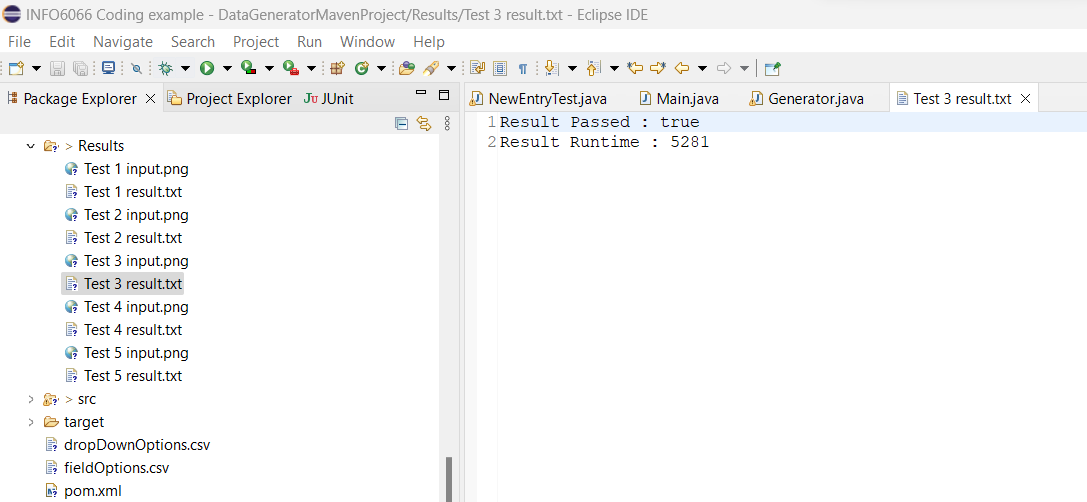 INFO6066 Coding example - DataGeneratorMavenProject/Results/Test 3 result.txt - Eclipse IDE
File Edit Navigate Search Project Run Window Help
Package Explorer Project Explorer JU JUnit
NewEntryTest.java Main.java Generator.java Test 3 result.txt
1 Result Passed : true
2 Result Runtime : 5281
> Results
Test 1 input.png
Test 1 result.txt
Test 2 input.png
Test 2 result.txt
Test 3 input.png
Test 3 result.txt
Test 4 input.png
Test 4 result.txt
Test 5 input.png
Test 5 result.txt
> src
target
dropDownOptions.csv
fieldOptions.csv
pom.xml